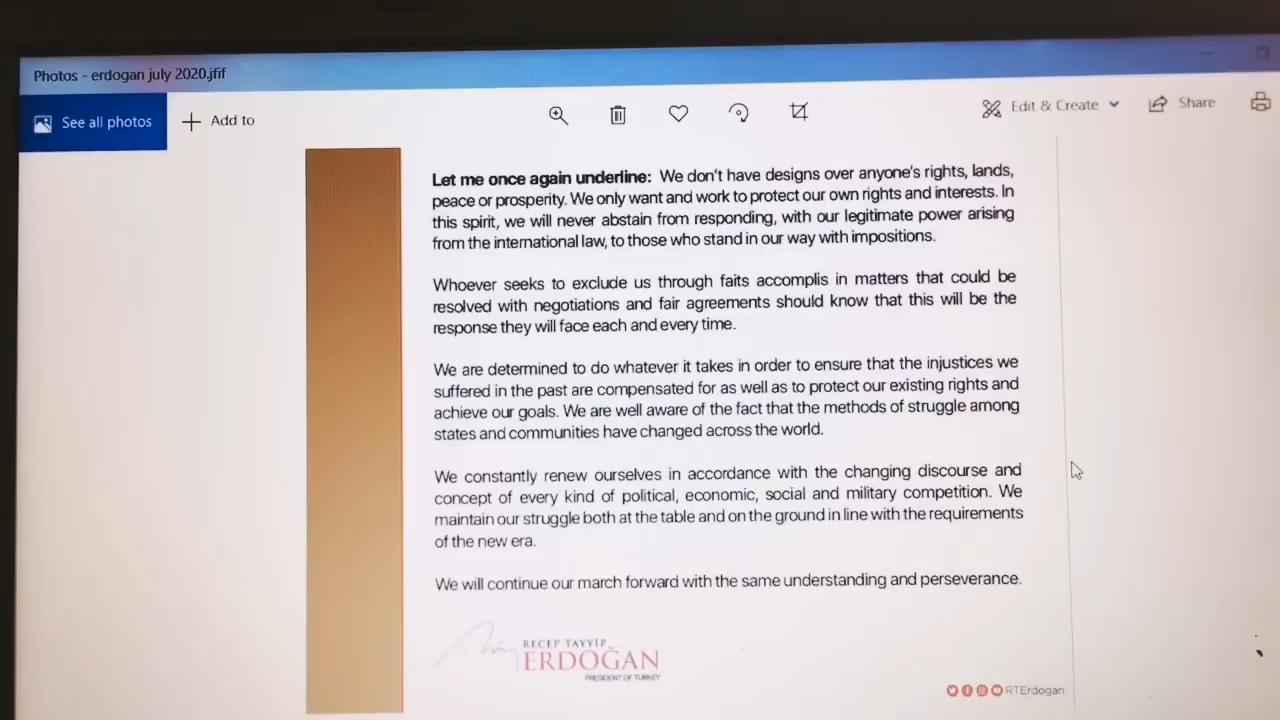 Photos - erdogan july 2020.jfif
See all photos
Add to
Edit & Create
Share
Let me once again underline: We don't have designs over anyone's rights, lands,
peace or prosperity. We only want and work to protect our own rights and interests. In
this spirit, we will never abstain from responding, with our legitimate power arising
from the international law, to those who stand in our way with impositions.
Whoever seeks to exclude us through faits accomplis in matters that could be
resolved with negotiations and fair agreements should know that this will be the
response they will face each and every time.
We are determined to do whatever it takes in order to ensure that the injustices we
suffered in the past are compensated for as well as to protect our existing rights and
achieve our goals. We are well aware of the fact that the methods of struggle among
states and communities have changed across the world.
We constantly renew ourselves in accordance with the changing discourse and
concept of every kind of political, economic, social and military competition. We
maintain our struggle both at the table and on the ground in line with the requirements
of the new era.
We will continue our march forward with the same understanding and perseverance.
RECEP TAYYİP
ERDOĞAN
PRESIDENT OF TURKEY
RTErdogan